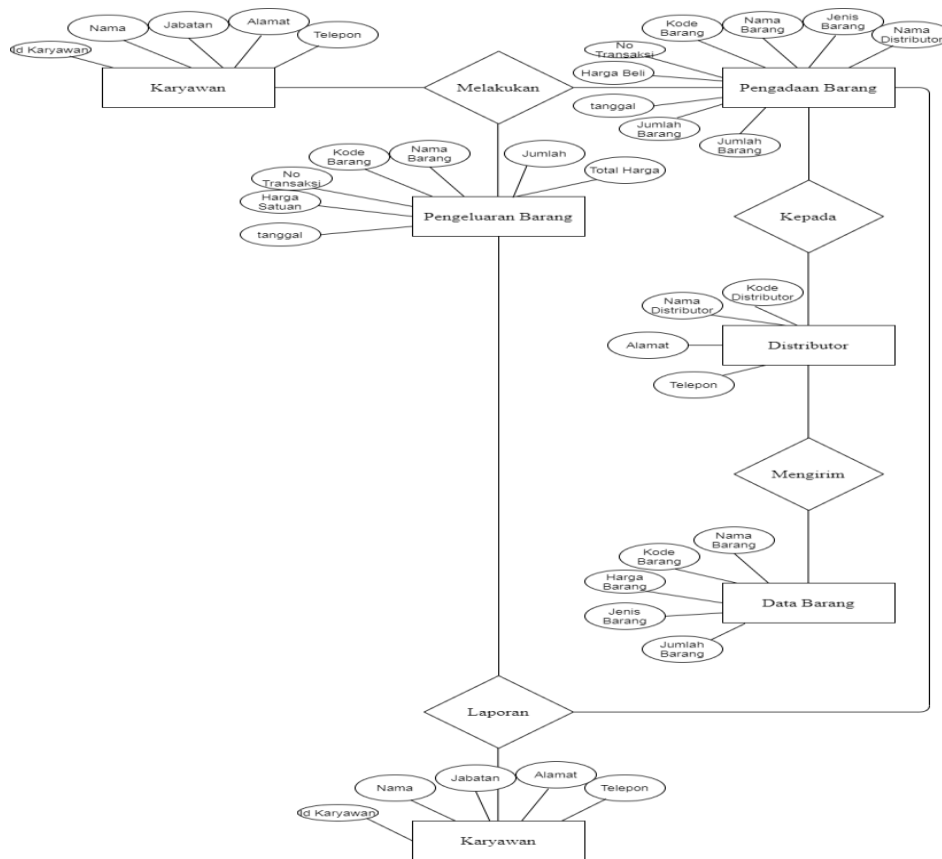 Id Karyawan
Nama
Jabatan
Alamat
Telepon
Karyawan
Melakukan
Kode
Barang
Nama
Barang
Jenis
Barang
Nama
Distributor
No
Transaksi
Harga Beli
tanggal
Jumlah
Barang
Jumlah
Barang
Pengadaan Barang
Kode
Barang
Nama
Barang
Jumlah
Total Harga
No
Transaksi
Harga
Satuan
tanggal
Pengeluaran Barang
Kepada
Kode
Distributor
Nama
Distributor
Alamat
Telepon
Distributor
Mengirim
Nama
Barang
Kode
Barang
Harga
Barang
Jenis
Barang
Jumlah
Barang
Data Barang
Laporan
Id Karyawan
Nama
Jabatan
Alamat
Telepon
Karyawan